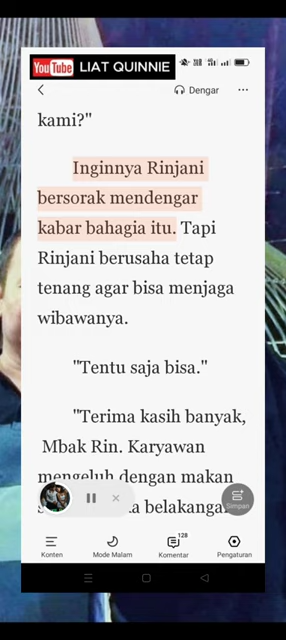 YouTube LIAT QUINNIE
Dengar
kami?"
Inginnya Rinjani
bersorak mendengar
kabar bahagia itu. Tapi
Rinjani berusaha tetap
tenang agar bisa menjaga
wibawanya.
"Tentu saja bisa."
"Terima kasih banyak,
Mbak Rin. Karyawan
mengeluh dengan makan
belakangan
Simpan
Konten
Mode Malam
128
Komentar
Pengaturan